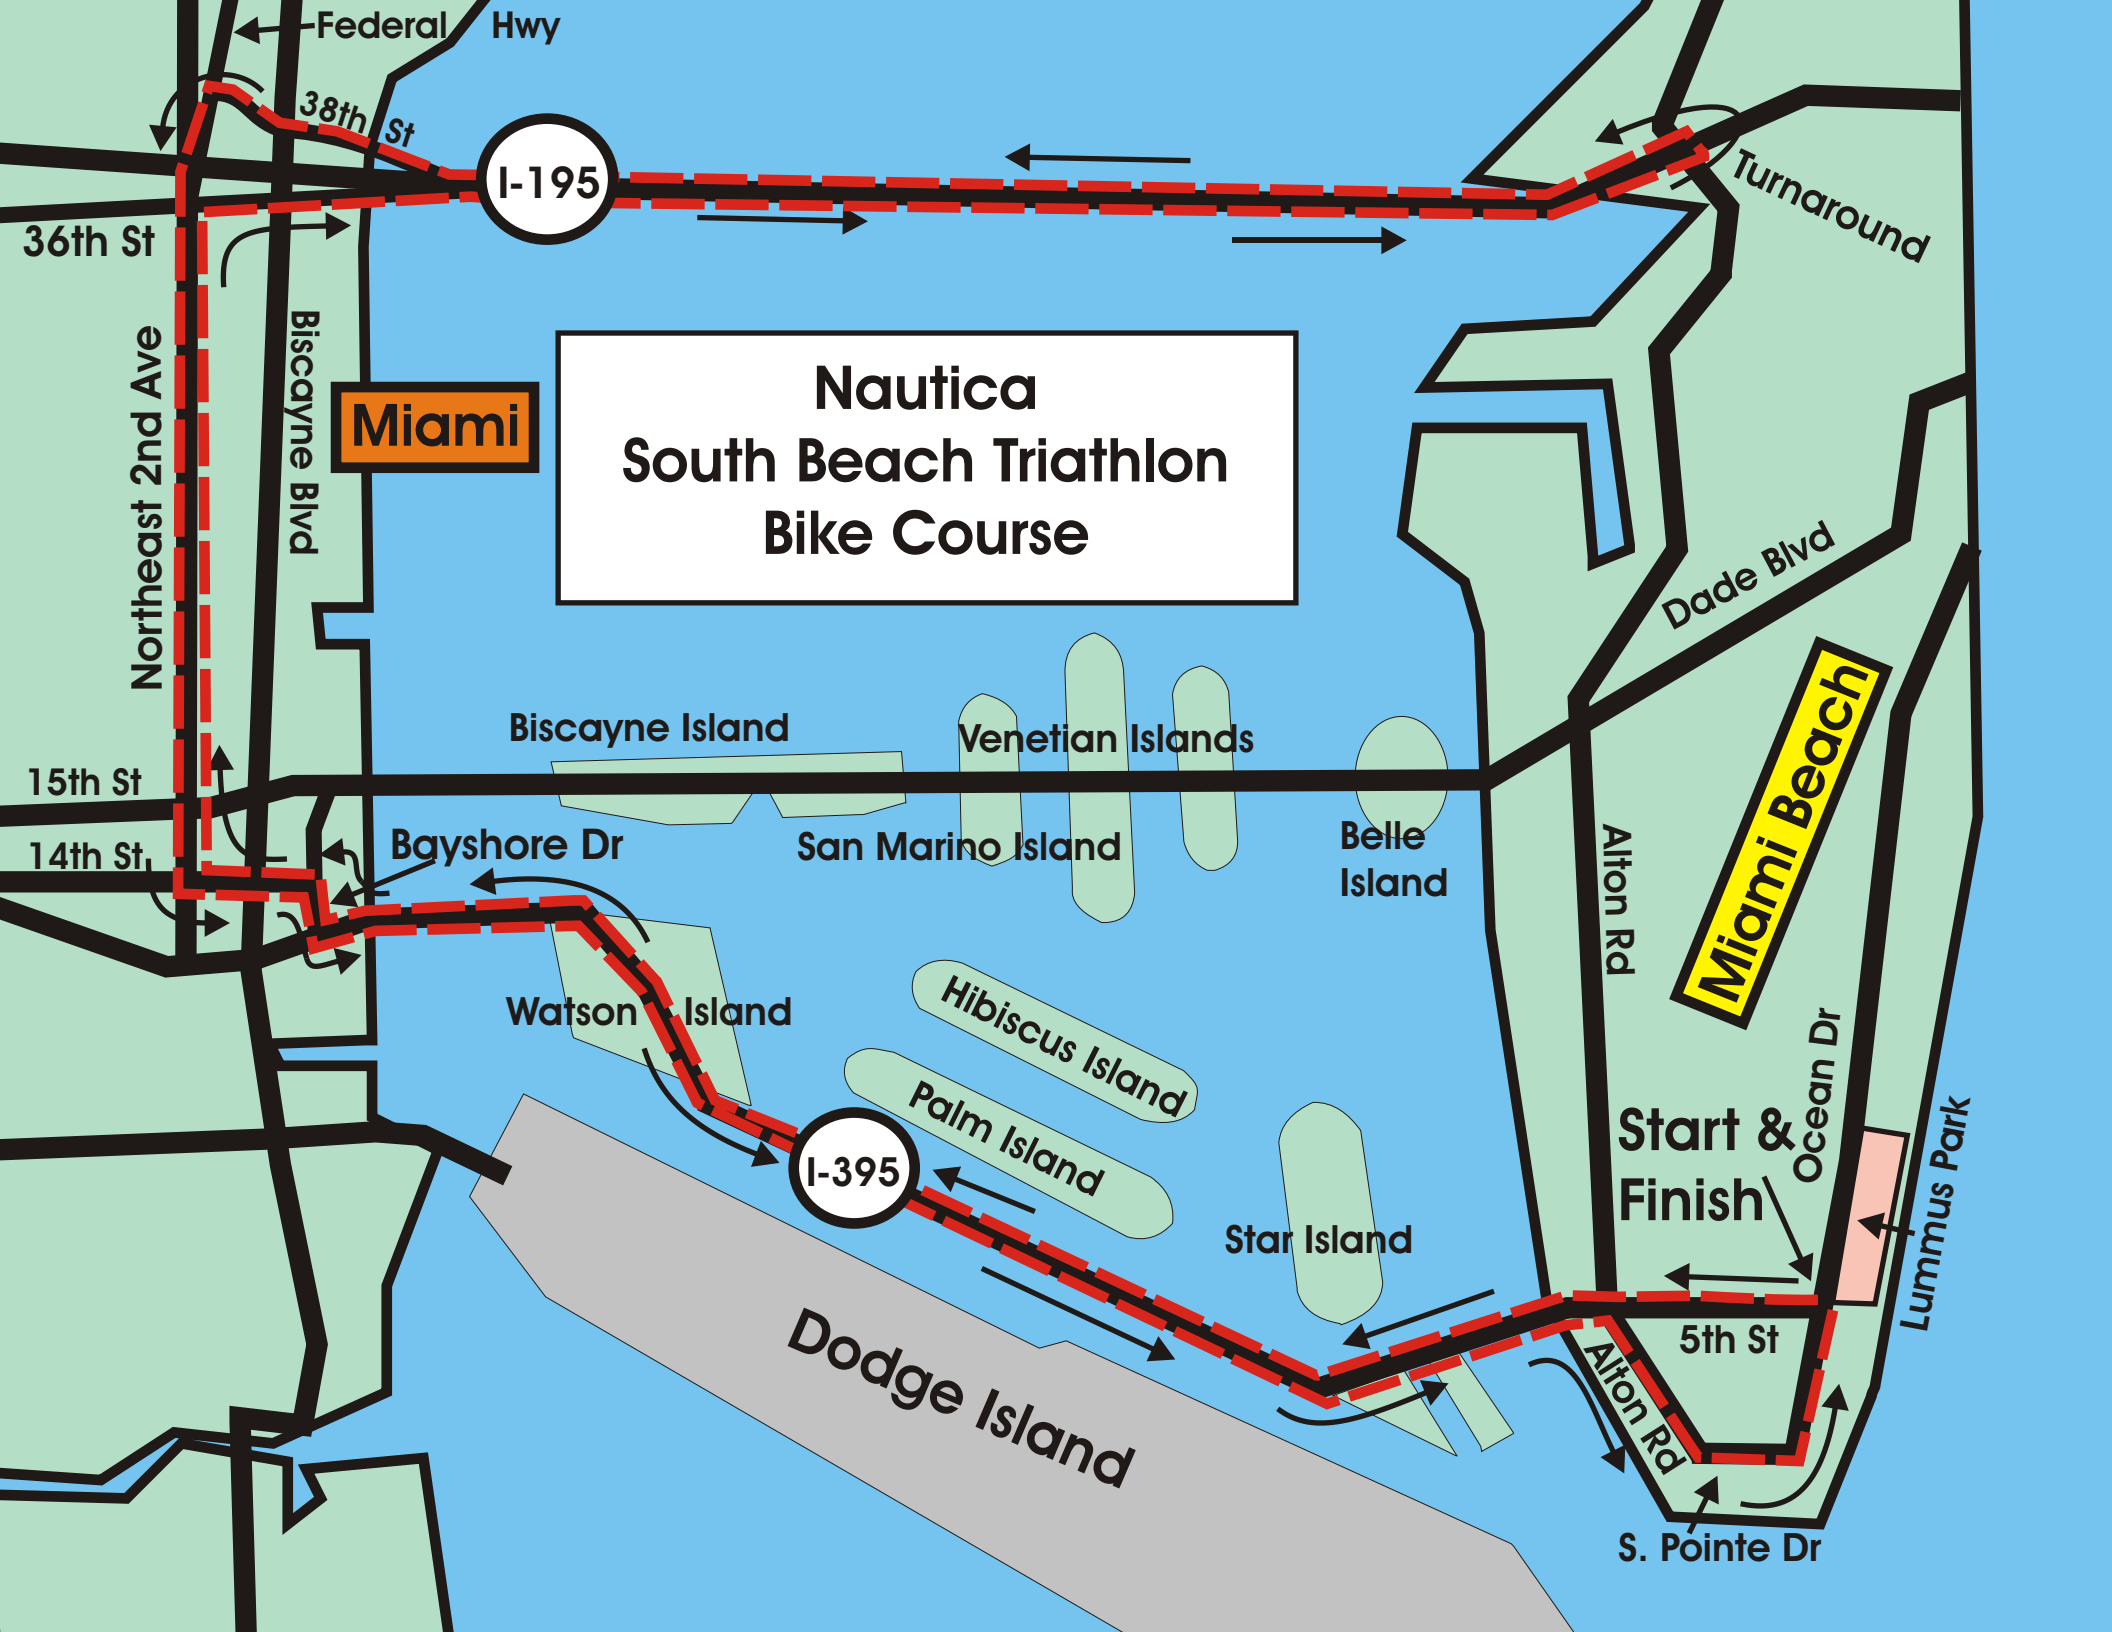 Federal Hwy
38th St
I-195
36th St
Turnaround
Northeast 2nd Ave
Biscayne Blvd
Miami
Nautica
South Beach Triathlon
Bike Course
Dade Blvd
Biscayne Island
Venetian Islands
15th St
14th St
Bayshore Dr
San Marino Island
Belle
Island
Alton Rd
Miami Beach
Watson Island
Hibiscus Island
Palm Island
I-395
Star Island
Start &
Finish
Ocean Dr
Lummus Park
5th St
Alton Rd
Dodge Island
S. Pointe Dr